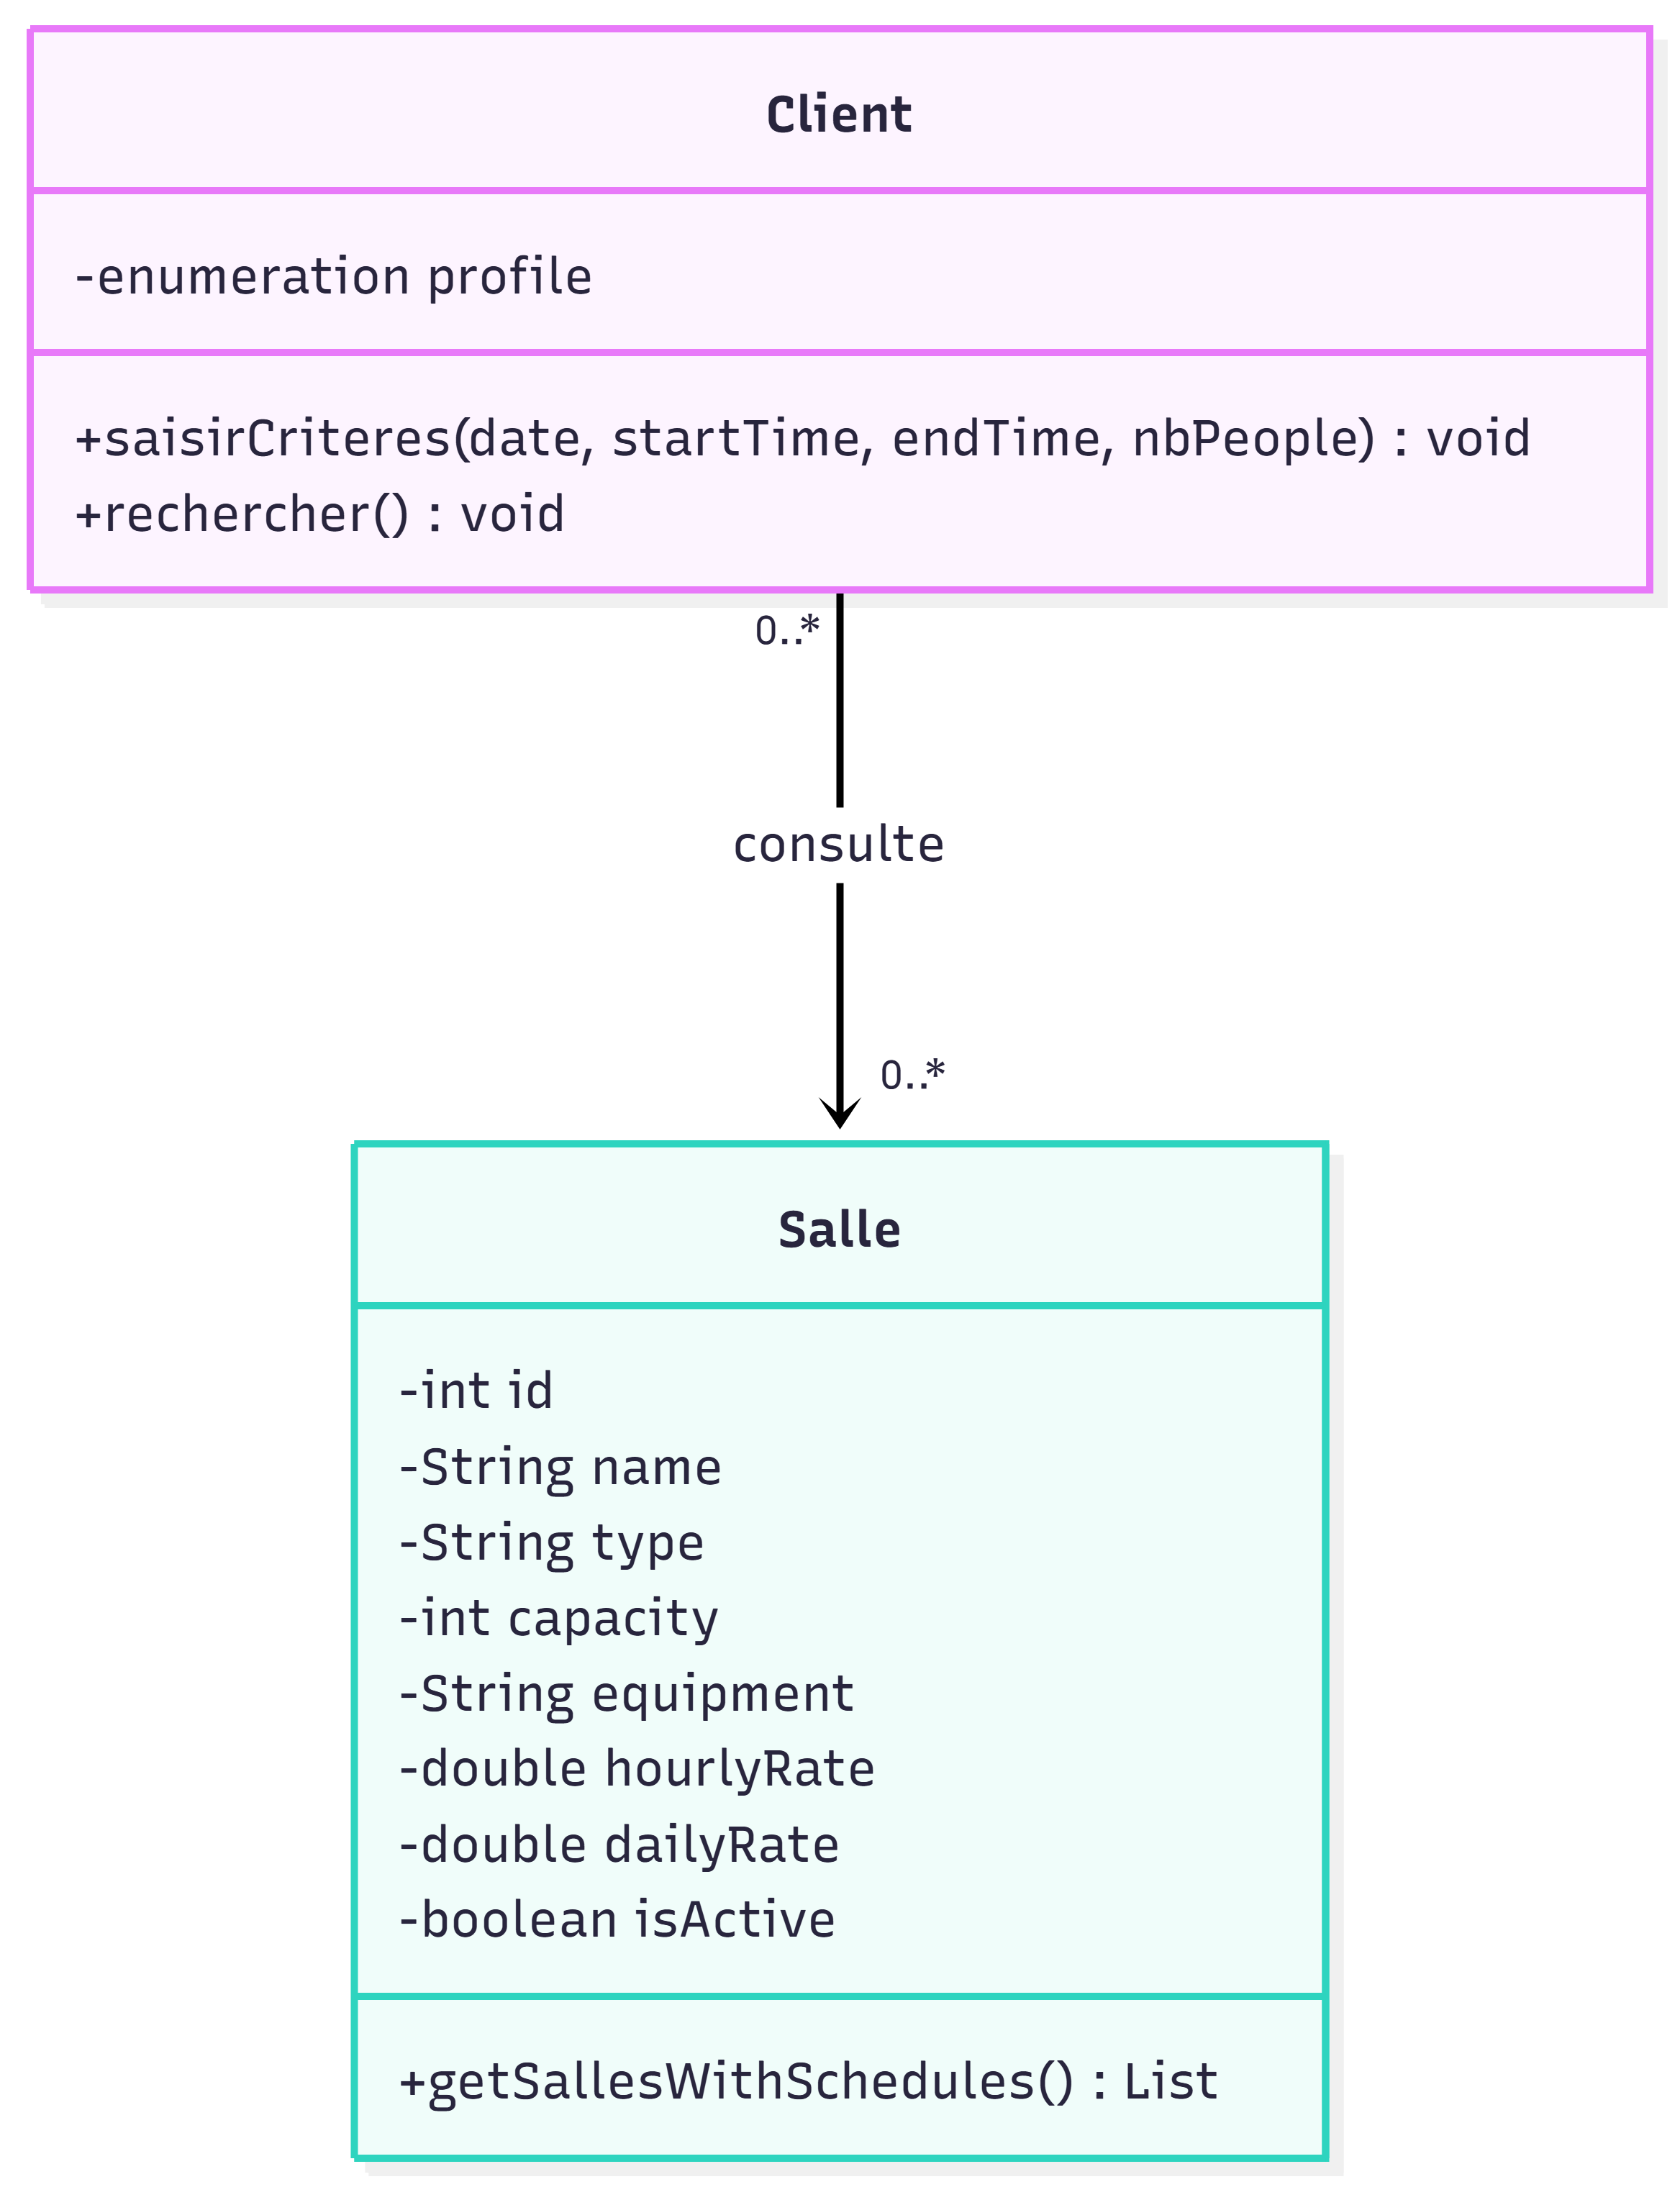 Client
-enumeration profile
+saisirCriteres(date, startTime, endTime, nbPeople) : void
+rechercher() : void
0..*
consulte
0..*
Salle
-int id
-String name
-String type
-int capacity
-String equipment
-double hourlyRate
-double dailyRate
-boolean isActive
+getSallesWithSchedules() : List